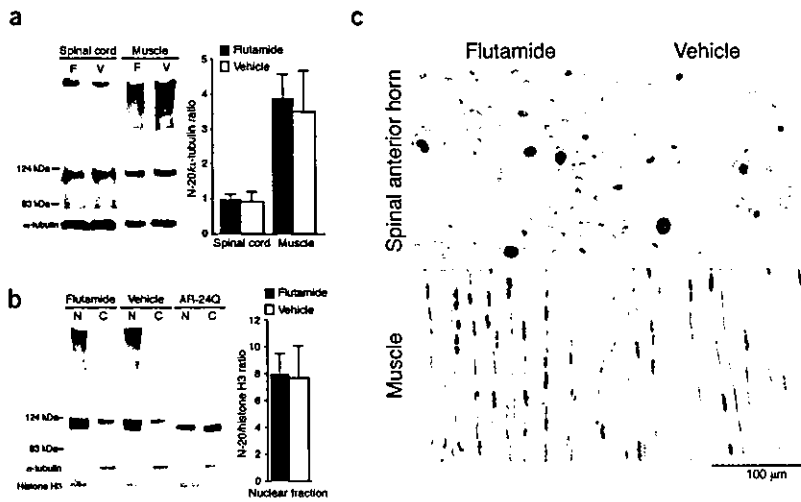 a
Spinal cord Muscle
F V F V
124 kDa
83 kDa
α-tubulin
N-20/α-tubulin ratio
5
4
3
2
1
0
Flutamide
Vehicle
Spinal cord Muscle
b
Flutamide Vehicle AR-24Q
N C N C N C
124 kDa
83 kDa
α-tubulin
Histone H3
N-20/histone H3 ratio
12
10
8
6
4
2
0
Flutamide
Vehicle
Nuclear fraction
c
Flutamide Vehicle
Spinal anterior horn
Muscle
100 μm